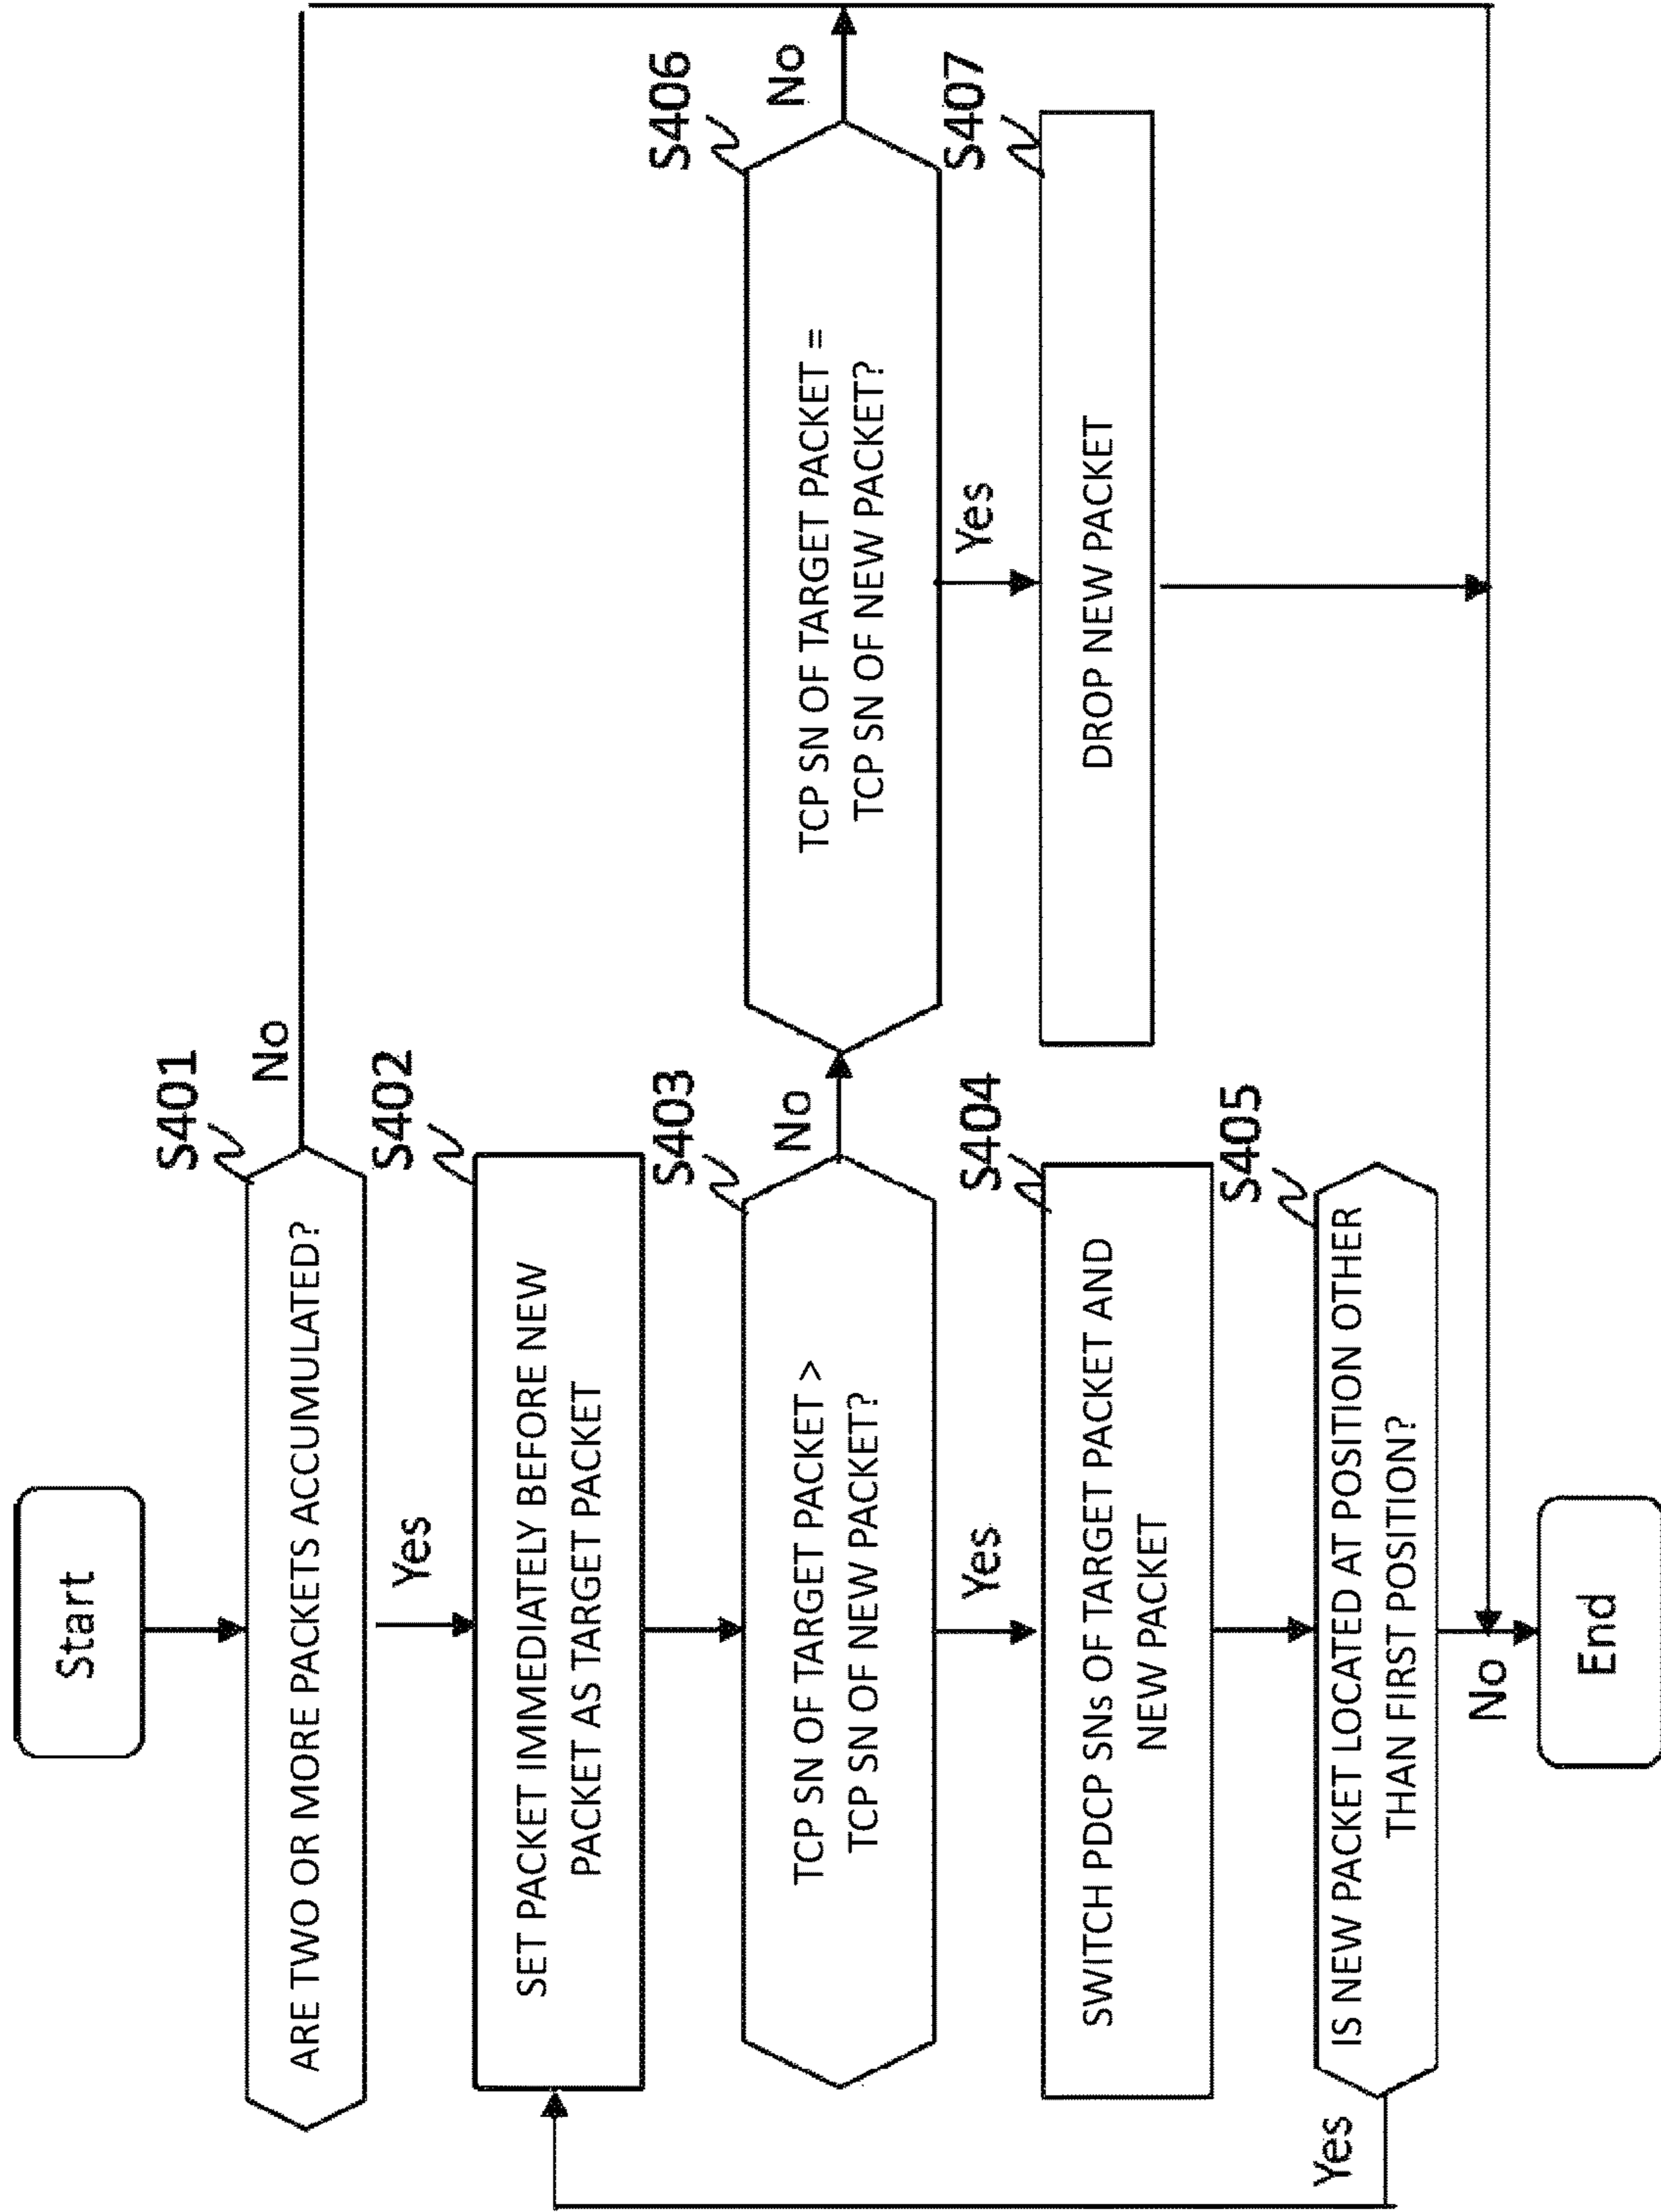 Start
S401
ARE TWO OR MORE PACKETS ACCUMULATED?
No
Yes
S402
SET PACKET IMMEDIATELY BEFORE NEW
PACKET AS TARGET PACKET
S403
TCP SN OF TARGET PACKET >
TCP SN OF NEW PACKET?
No
Yes
S404
SWITCH PDCP SNs OF TARGET PACKET AND
NEW PACKET
S405
IS NEW PACKET LOCATED AT POSITION OTHER
THAN FIRST POSITION?
Yes
No
End
S406
TCP SN OF TARGET PACKET =
TCP SN OF NEW PACKET?
No
Yes
S407
DROP NEW PACKET